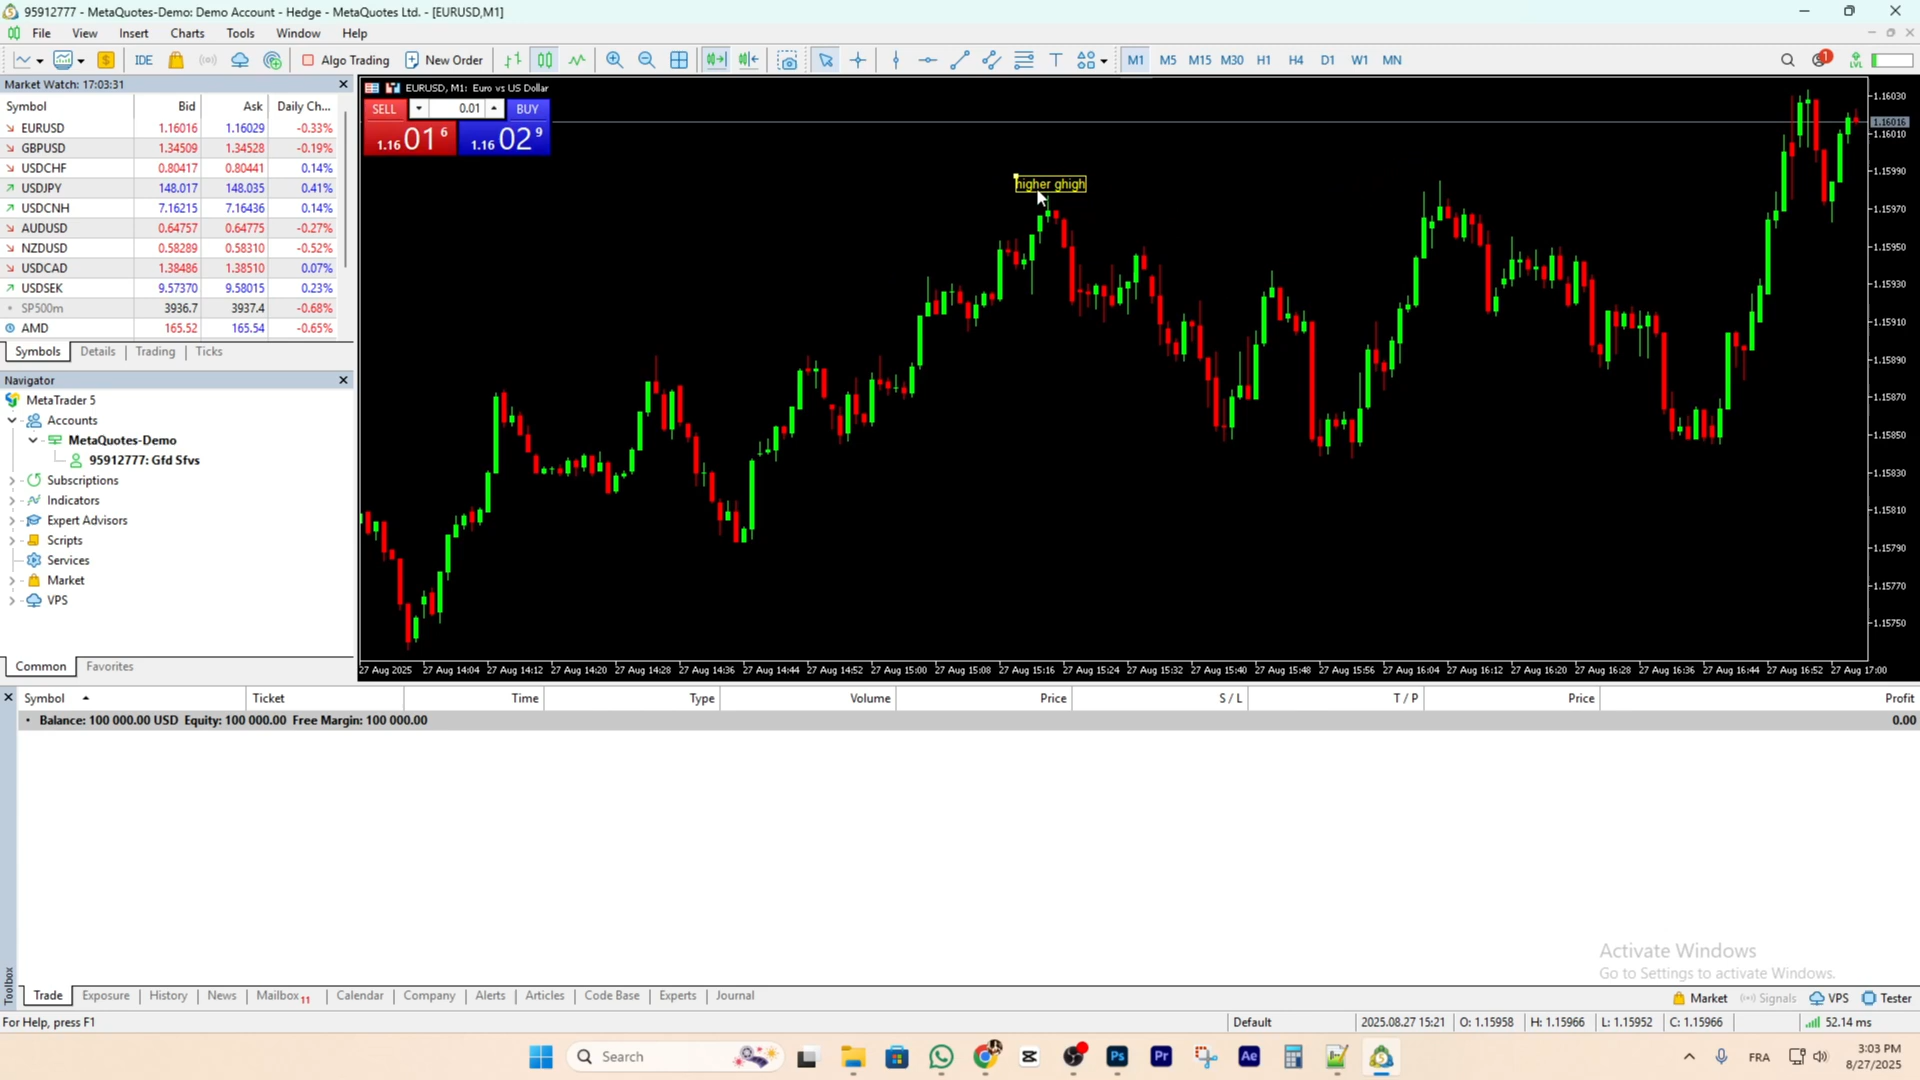 95912777 - MetaQuotes-Demo: Demo Account - Hedge - MetaQuotes Ltd. - [EURUSD,M1]
File View Insert Charts Tools Window Help
IDE Algo Trading New Order M1 M5 M15 M30 H1 H4 D1 W1 MN 1 LVL
Market Watch: 17:03:31
Symbol Bid Ask Daily Ch...
EURUSD 1.16016 1.16029 -0.33%
GBPUSD 1.34509 1.34528 -0.19%
USDCHF 0.80417 0.80441 0.14%
USDJPY 148.017 148.035 0.41%
USDCNH 7.16215 7.16436 0.14%
AUDUSD 0.64757 0.64775 -0.27%
NZDUSD 0.58289 0.58310 -0.52%
USDCAD 1.38486 1.38510 0.07%
USDSEK 9.57370 9.58015 0.23%
SP500m 3936.7 3937.4 -0.68%
AMD 165.52 165.54 -0.65%
Symbols Details Trading Ticks
Navigator
MetaTrader 5
Accounts
MetaQuotes-Demo
95912777: Gfd Sfvs
Subscriptions
Indicators
Expert Advisors
Scripts
Services
Market
VPS
Common Favorites
EURUSD, M1: Euro vs US Dollar
SELL 0.01 BUY
1.16 01 6 1.16 02 9
higher ghigh
1.16030
1.16016
1.16010
1.15990
1.15970
1.15950
1.15930
1.15910
1.15890
1.15870
1.15850
1.15830
1.15810
1.15790
1.15770
1.15750
27 Aug 2025 27 Aug 14:04 27 Aug 14:12 27 Aug 14:20 27 Aug 14:28 27 Aug 14:36 27 Aug 14:44 27 Aug 14:52 27 Aug 15:00 27 Aug 15:08 27 Aug 15:16 27 Aug 15:24 27 Aug 15:32 27 Aug 15:40 27 Aug 15:48 27 Aug 15:56 27 Aug 16:04 27 Aug 16:12 27 Aug 16:20 27 Aug 16:28 27 Aug 16:36 27 Aug 16:44 27 Aug 16:52 27 Aug 17:00
Symbol Ticket Time Type Volume Price S / L T / P Price Profit
Balance: 100 000.00 USD Equity: 100 000.00 Free Margin: 100 000.00 0.00
Activate Windows
Go to Settings to activate Windows.
Toolbox
Trade Exposure History News Mailbox 11 Calendar Company Alerts Articles Code Base Experts Journal Market Signals VPS Tester
For Help, press F1 Default 2025.08.27 15:21 O: 1.15958 H: 1.15966 L: 1.15952 C: 1.15966 52.14 ms
Search Ps Pr Ae FRA 3:03 PM
8/27/2025